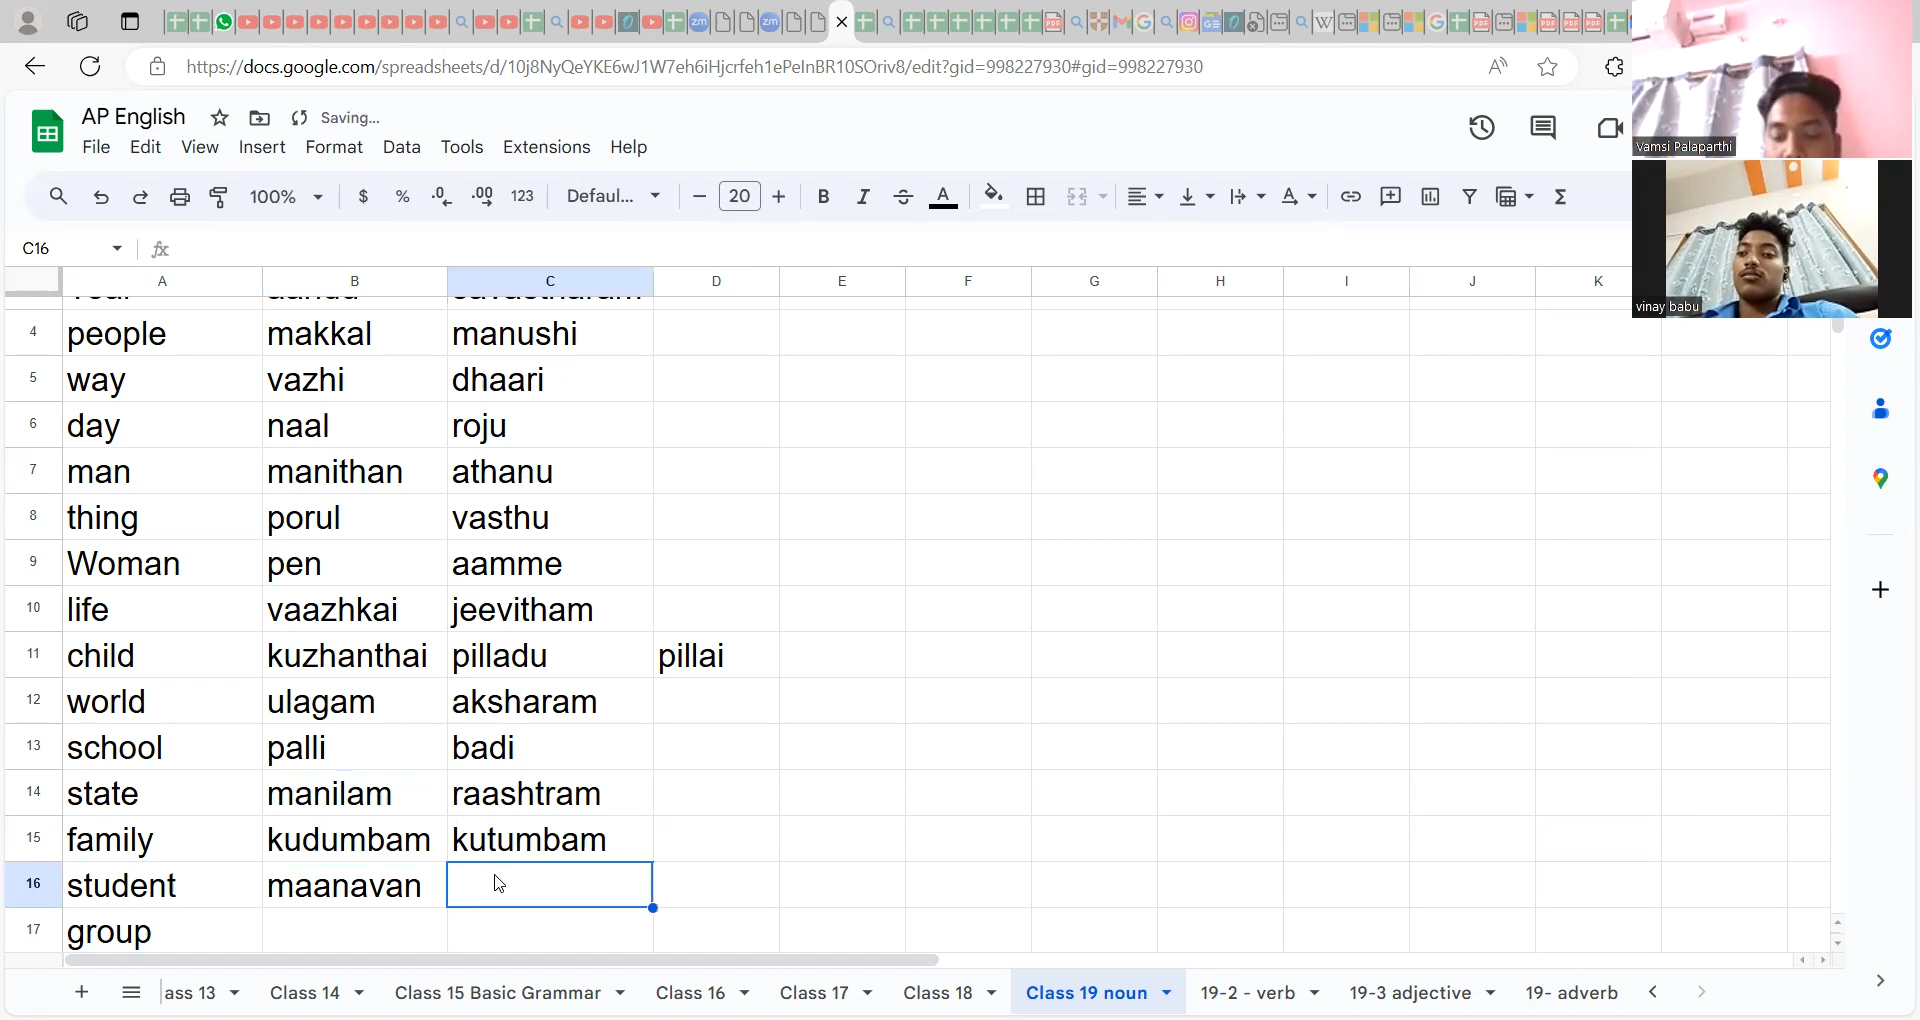 https://docs.google.com/spreadsheets/d/10j8NyQeYKE6wJ1W7eh6iHjcrfeh1ePeInBR10SOriv8/edit?gid=998227930#gid=998227930
AP English Saving...
File Edit View Insert Format Data Tools Extensions Help
100% $ % .0 .00 123 Defaul... 20 B I S A
Vamsi Palaparthi
C16 fx
vinay babu
A B C D E F G H I J K
4 people makkal manushi
5 way vazhi dhaari
6 day naal roju
7 man manithan athanu
8 thing porul vasthu
9 Woman pen aamme
10 life vaazhkai jeevitham
11 child kuzhanthai pilladu pillai
12 world ulagam aksharam
13 school palli badi
14 state manilam raashtram
15 family kudumbam kutumbam
16 student maanavan
17 group
ass 13 Class 14 Class 15 Basic Grammar Class 16 Class 17 Class 18 Class 19 noun 19-2 - verb 19-3 adjective 19- adverb